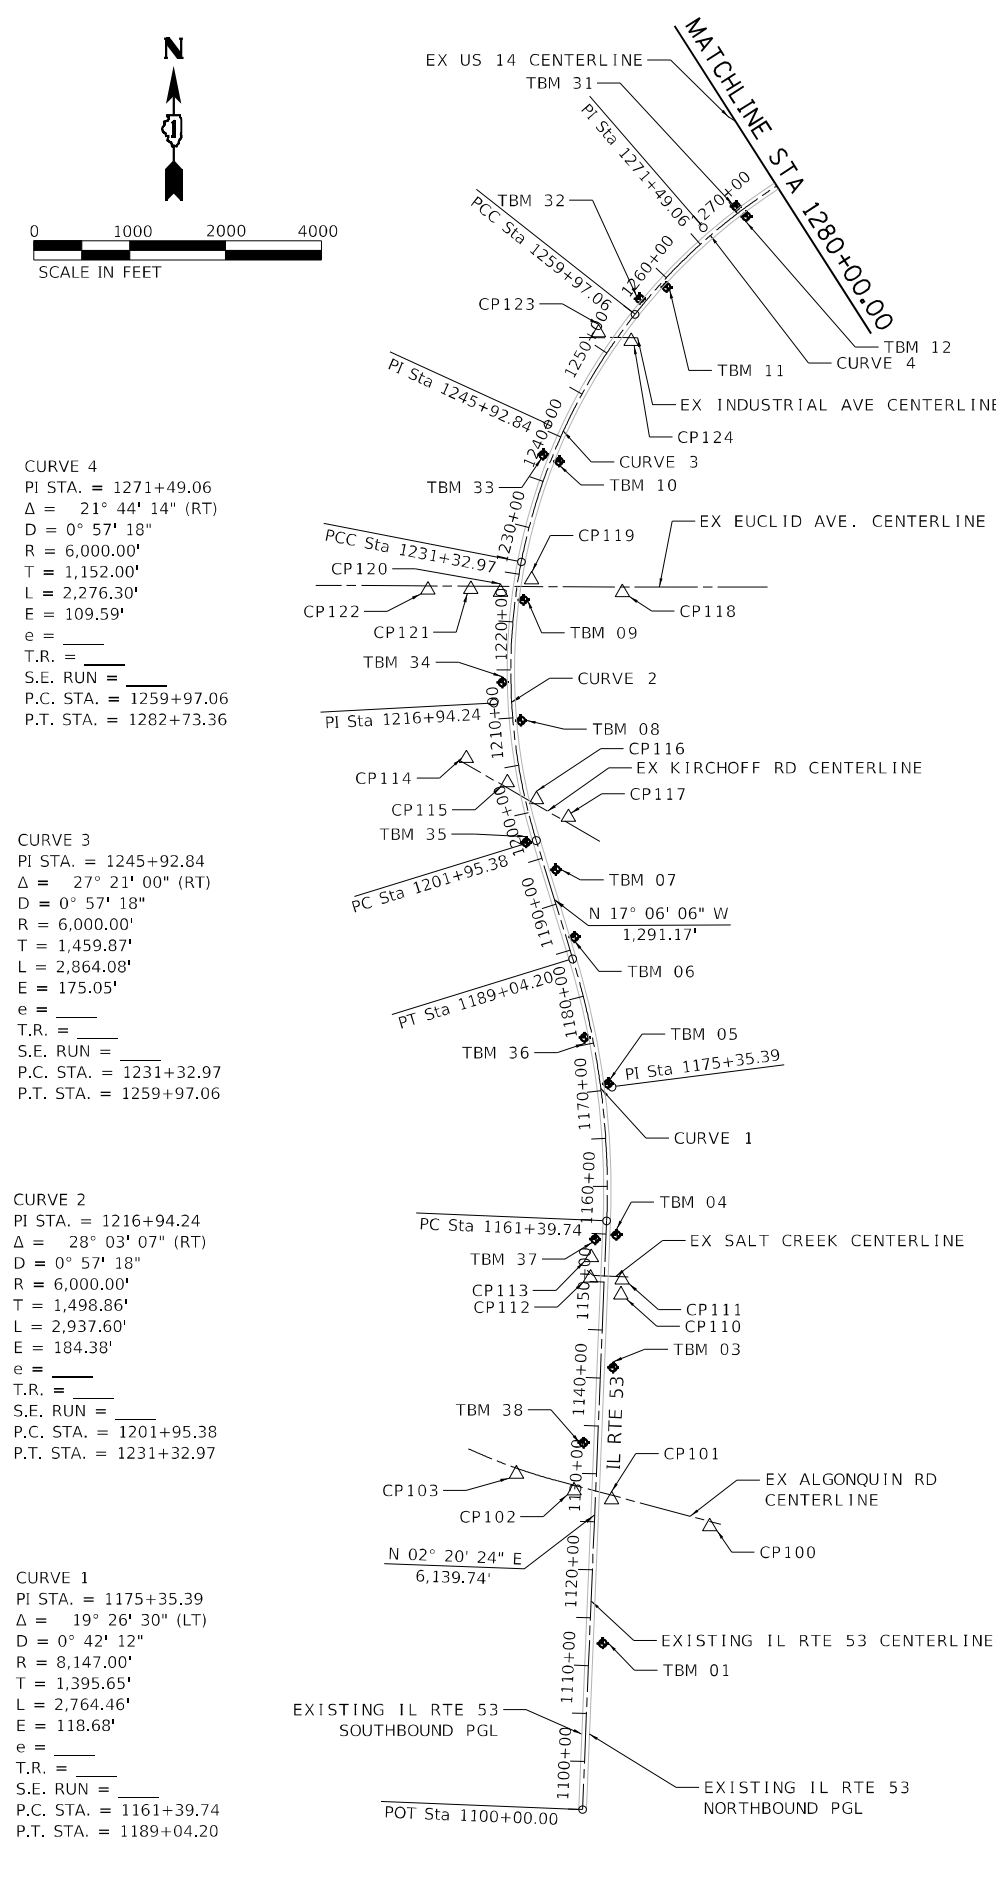 MATCHLINE STA 1280+00.00
EX US 14 CENTERLINE
TBM 31
PI Sta 1271+49.06
1270+00
N
1
TBM 32
PCC Sta 1259+97.06
1260+00
0 1000 2000 4000
SCALE IN FEET
CP123
1250+00
TBM 12
CURVE 4
TBM 11
PI Sta 1245+92.84
EX INDUSTRIAL AVE CENTERLINE
CP124
1240+00
CURVE 3
TBM 10
TBM 33
CURVE 4
PI STA. = 1271+49.06
Δ = 21° 44' 14" (RT)
D = 0° 57' 18"
R = 6,000.00'
T = 1,152.00'
L = 2,276.30'
E = 109.59'
e = ____
T.R. = ____
S.E. RUN = ____
P.C. STA. = 1259+97.06
P.T. STA. = 1282+73.36
1230+00
EX EUCLID AVE. CENTERLINE
PCC Sta 1231+32.97
CP119
CP120
CP122
CP118
CP121
TBM 09
1220+00
TBM 34
CURVE 2
PI Sta 1216+94.24
1210+00
TBM 08
CP116
EX KIRCHOFF RD CENTERLINE
CP114
CP117
CP115
1200+00
TBM 35
CURVE 3
PI STA. = 1245+92.84
Δ = 27° 21' 00" (RT)
D = 0° 57' 18"
R = 6,000.00'
T = 1,459.87'
L = 2,864.08'
E = 175.05'
e = ____
T.R. = ____
S.E. RUN = ____
P.C. STA. = 1231+32.97
P.T. STA. = 1259+97.06
PC Sta 1201+95.38
TBM 07
N 17° 06' 06" W
1,291.17'
1190+00
TBM 06
PT Sta 1189+04.20
1180+00
TBM 05
TBM 36
PI Sta 1175+35.39
1170+00
CURVE 1
1160+00
TBM 04
PC Sta 1161+39.74
EX SALT CREEK CENTERLINE
TBM 37
CP113
CP112
1150+00
CP111
CP110
CURVE 2
PI STA. = 1216+94.24
Δ = 28° 03' 07" (RT)
D = 0° 57' 18"
R = 6,000.00'
T = 1,498.86'
L = 2,937.60'
E = 184.38'
e = ____
T.R. = ____
S.E. RUN = ____
P.C. STA. = 1201+95.38
P.T. STA. = 1231+32.97
TBM 03
1140+00
IL RTE 53
TBM 38
CP101
1130+00
CP103
EX ALGONQUIN RD
CENTERLINE
CP102
CP100
N 02° 20' 24" E
6,139.74'
1120+00
CURVE 1
PI STA. = 1175+35.39
Δ = 19° 26' 30" (LT)
D = 0° 42' 12"
R = 8,147.00'
T = 1,395.65'
L = 2,764.46'
E = 118.68'
e = ____
T.R. = ____
S.E. RUN = ____
P.C. STA. = 1161+39.74
P.T. STA. = 1189+04.20
EXISTING IL RTE 53 CENTERLINE
TBM 01
1110+00
EXISTING IL RTE 53
SOUTHBOUND PGL
1100+00
EXISTING IL RTE 53
NORTHBOUND PGL
POT Sta 1100+00.00